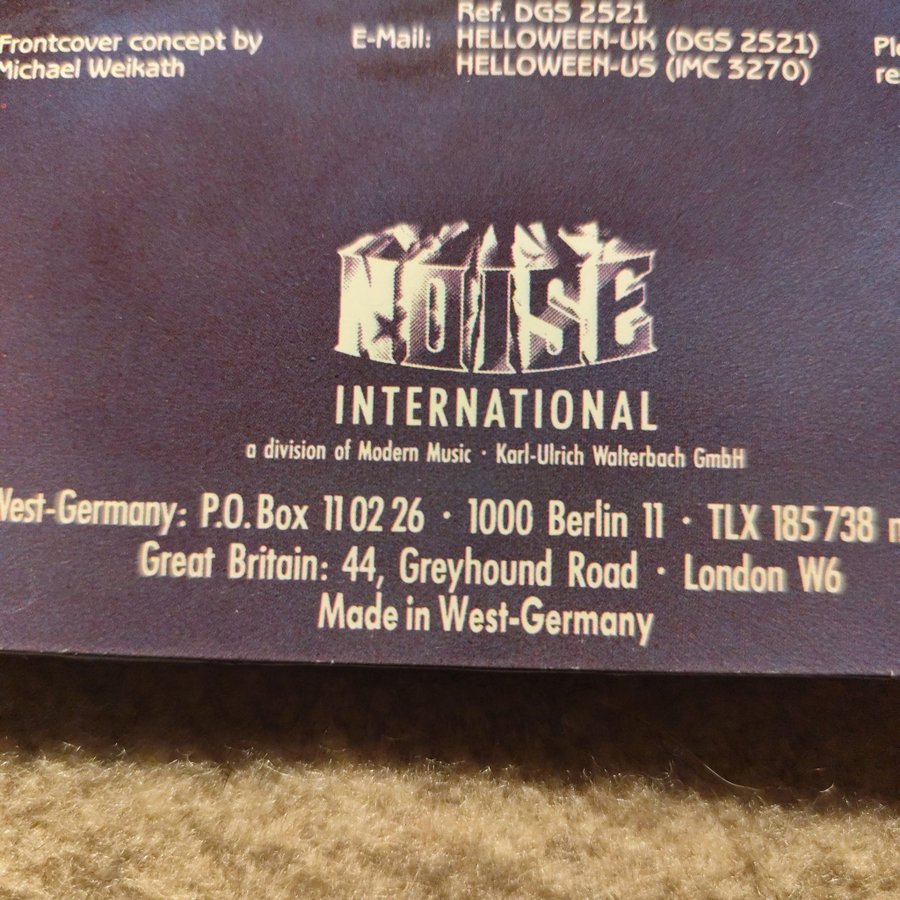 Frontcover concept by
Michael Weikath
E-Mail:
Ref. DGS 2521
HELLOWEEN-UK (DGS 2521)
HELLOWEEN-US (IMC 3270)
NOISE
INTERNATIONAL
a division of Modern Music · Karl-Ulrich Walterbach GmbH
West-Germany: P.O.Box 11 02 26 · 1000 Berlin 11 · TLX 185 738
Great Britain: 44, Greyhound Road · London W6
Made in West-Germany